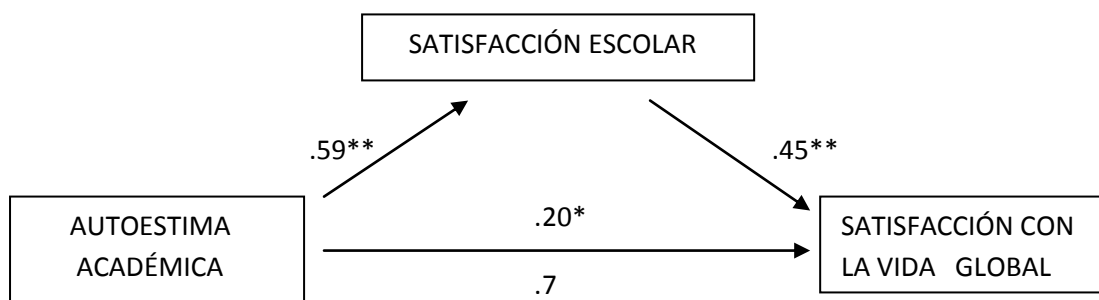 SATISFACCIÓN ESCOLAR
.59**
.45**
AUTOESTIMA
ACADÉMICA
.20*
.7
SATISFACCIÓN CON
LA VIDA GLOBAL